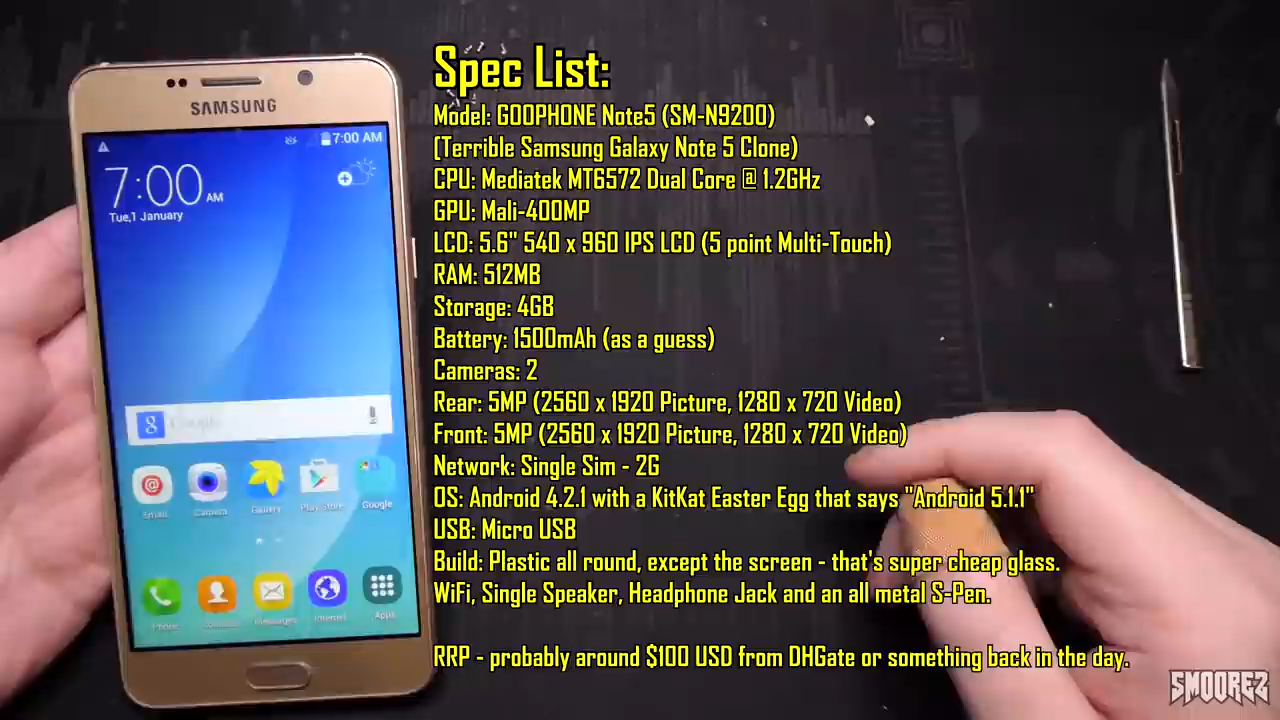 Spec List:
Model: GOOPHONE Note5 (SM-N9200)
(Terrible Samsung Galaxy Note 5 Clone)
CPU: Mediatek MT6572 Dual Core @ 1.2GHz
GPU: Mali-400MP
LCD: 5.6" 540 x 960 IPS LCD (5 point Multi-Touch)
RAM: 512MB
Storage: 4GB
Battery: 1500mAh (as a guess)
Cameras: 2
Rear: 5MP (2560 x 1920 Picture, 1280 x 720 Video)
Front: 5MP (2560 x 1920 Picture, 1280 x 720 Video)
Network: Single Sim - 2G
OS: Android 4.2.1 with a KitKat Easter Egg that says "Android 5.1.1"
USB: Micro USB
Build: Plastic all round, except the screen - that's super cheap glass.
WiFi, Single Speaker, Headphone Jack and an all metal S-Pen.
RRP - probably around $100 USD from DHGate or something back in the day.
SAMSUNG
7:00 AM
7:00 AM
Tue,1 January
8 Google
Email Camera Gallery Play Store Google
Phone Messages Internet Apps
SMOOREZ